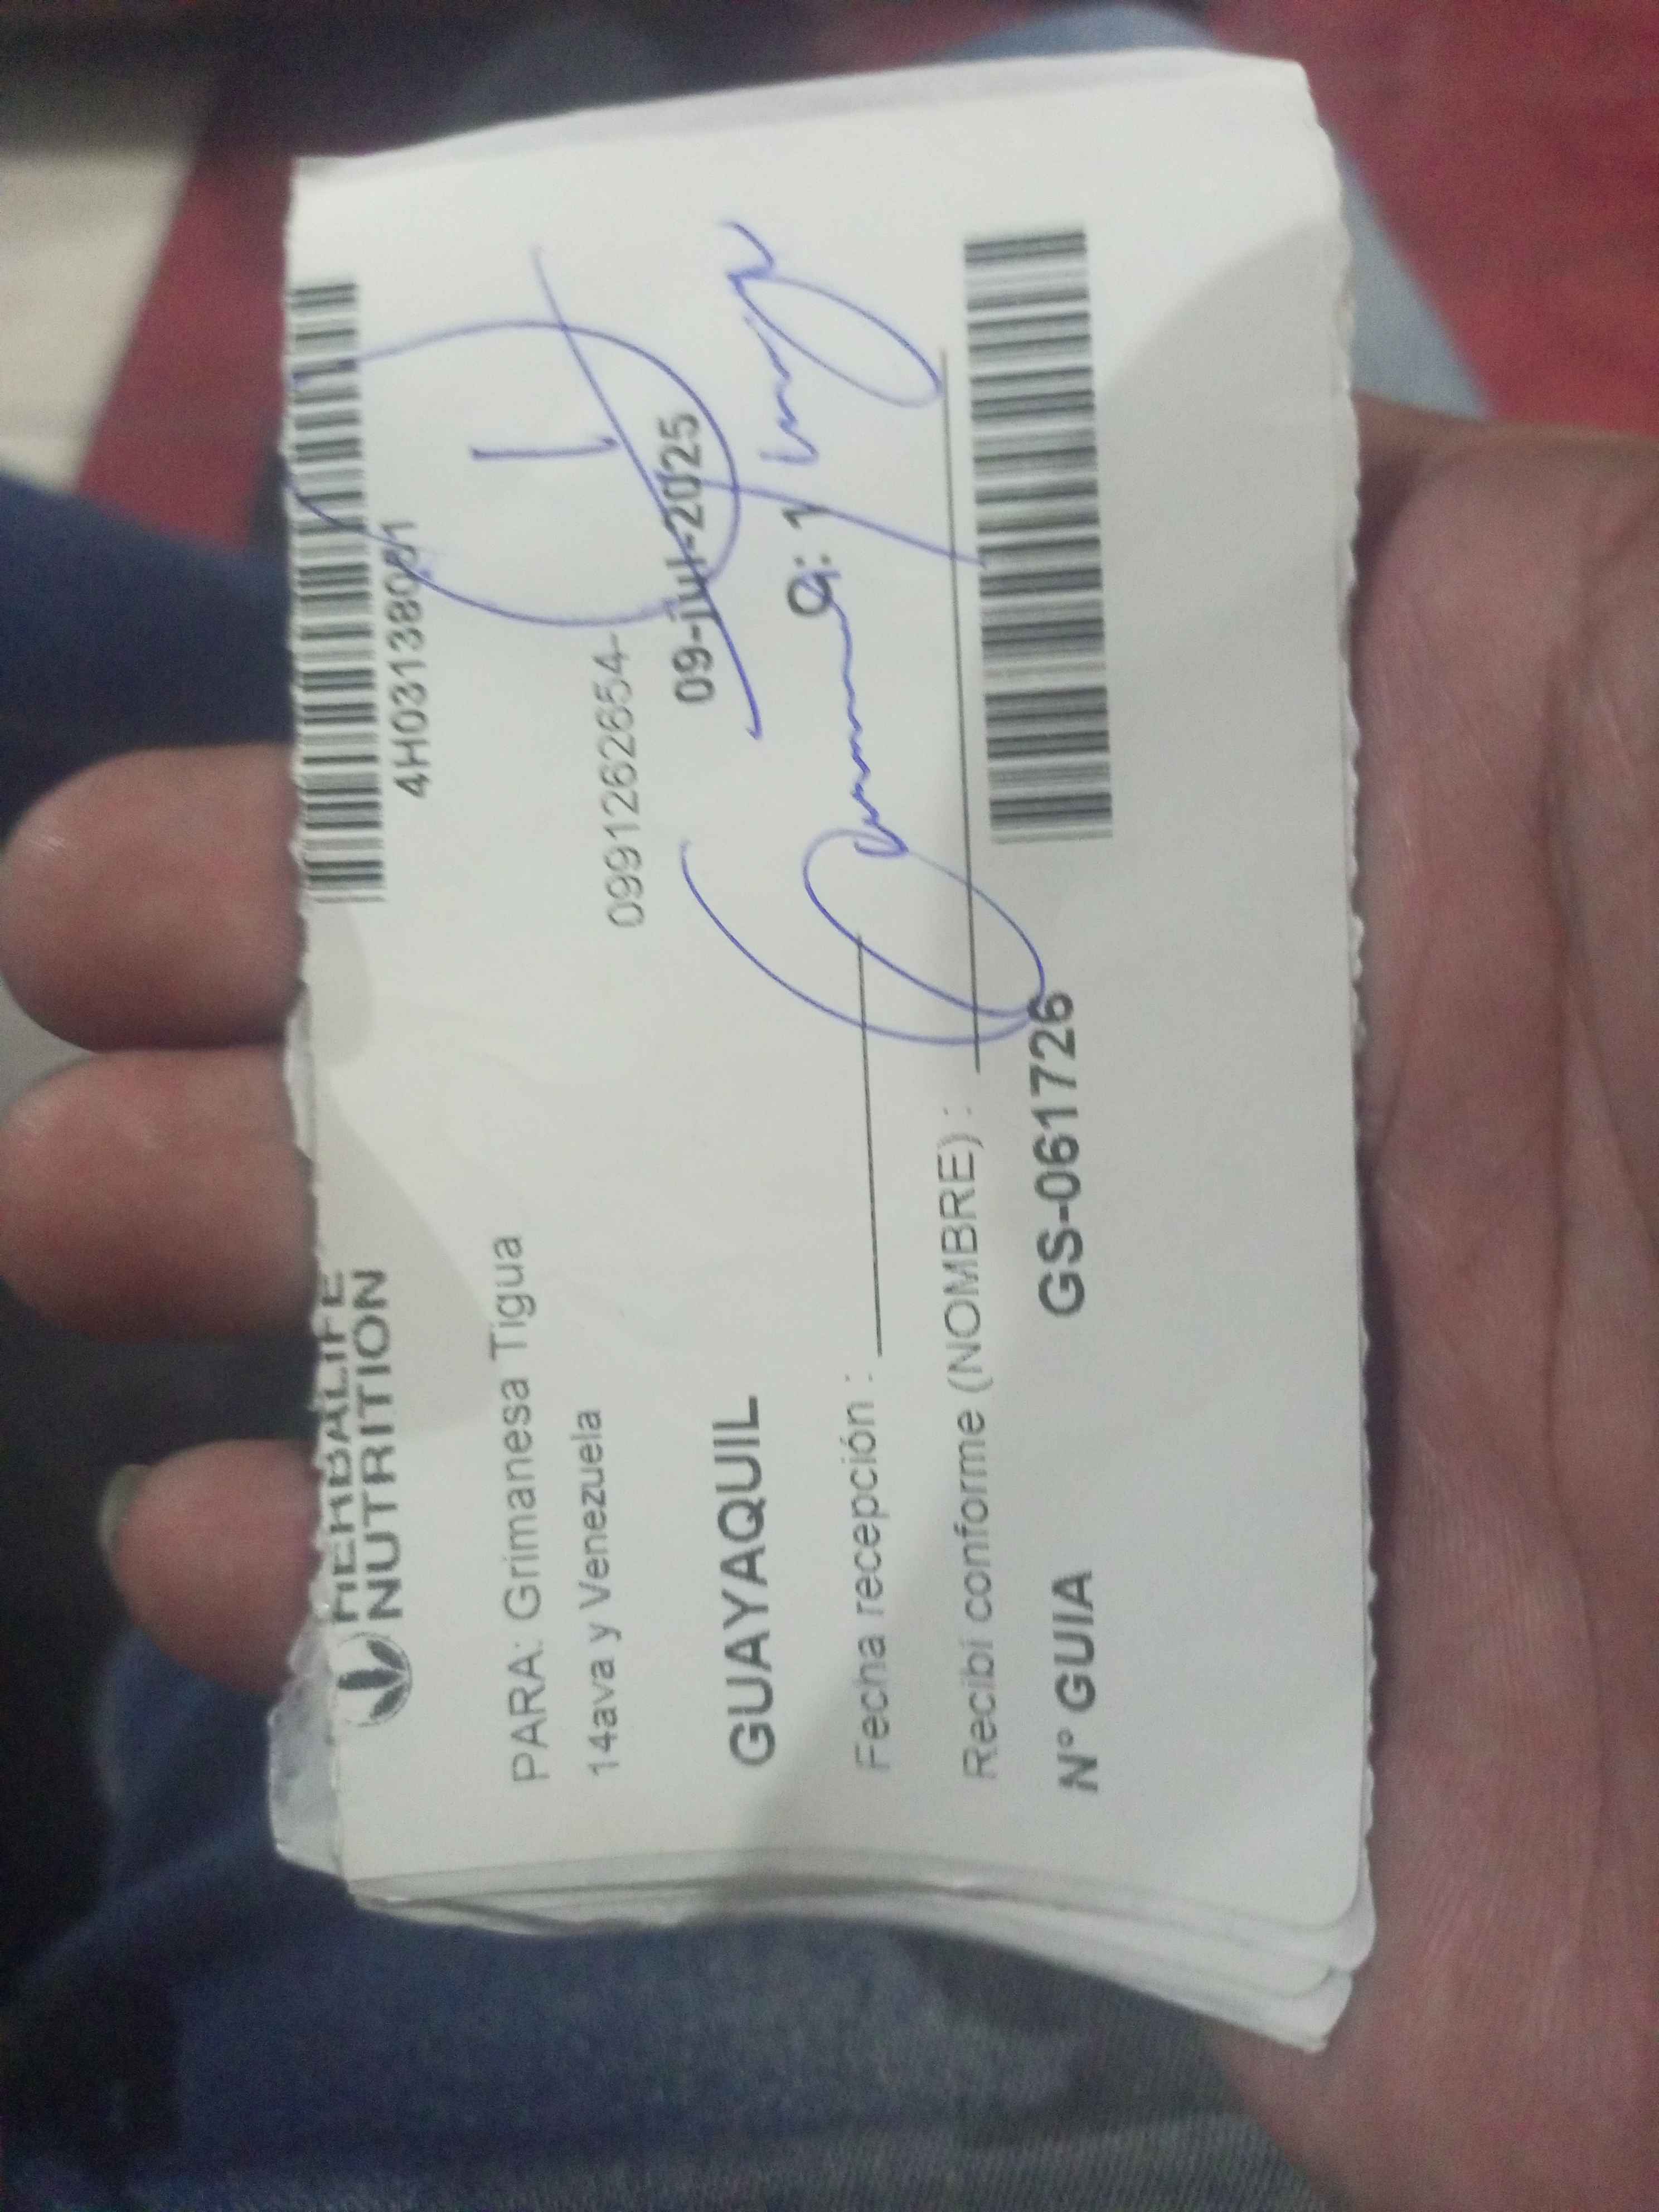 HERBALIFE
NUTRITION
4H03138061
PARA: Grimanesa Tigua
14ava y Venezuela
0991262654-
09-jul-2025
GUAYAQUIL
Q: 1
Fecha recepción :
Recibí conforme (NOMBRE) :
N° GUIA GS-061726